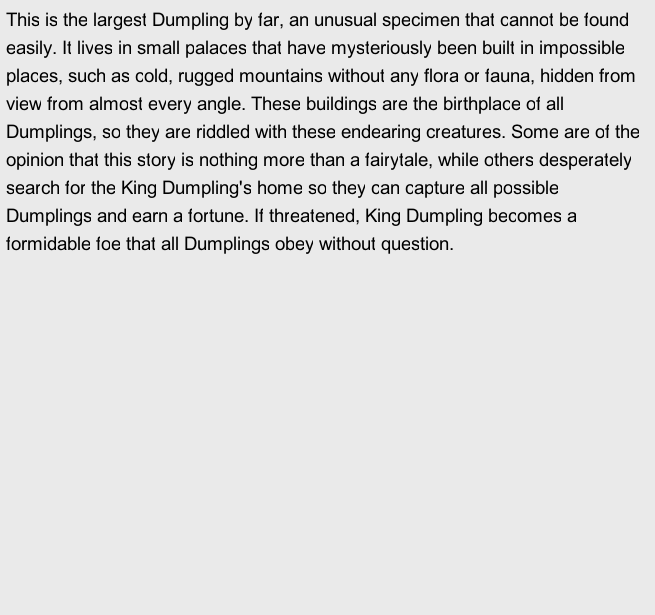 This is the largest Dumpling by far, an unusual specimen that cannot be found
easily. It lives in small palaces that have mysteriously been built in impossible
places, such as cold, rugged mountains without any flora or fauna, hidden from
view from almost every angle. These buildings are the birthplace of all
Dumplings, so they are riddled with these endearing creatures. Some are of the
opinion that this story is nothing more than a fairytale, while others desperately
search for the King Dumpling's home so they can capture all possible
Dumplings and earn a fortune. If threatened, King Dumpling becomes a
formidable foe that all Dumplings obey without question.